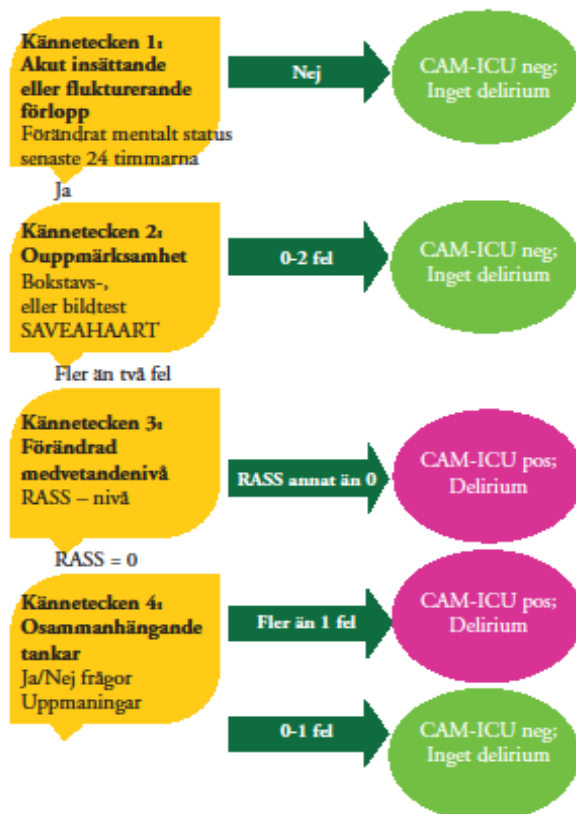 Kännetecken 1:
Akut insättande
eller flukturerande
förlopp
Förändrat mentalt status
senaste 24 timmarna
Nej
CAM-ICU neg;
Inget delirium
Ja
Kännetecken 2:
Ouppmärksamhet
Bokstavs-,
eller bildtest
SAVEAHAART
0-2 fel
CAM-ICU neg;
Inget delirium
Fler än två fel
Kännetecken 3:
Förändrad
medvetandenivå
RASS – nivå
RASS annat än 0
CAM-ICU pos;
Delirium
RASS = 0
Kännetecken 4:
Osammanhängande
tankar
Ja/Nej frågor
Uppmaningar
Fler än 1 fel
CAM-ICU pos;
Delirium
0-1 fel
CAM-ICU neg;
Inget delirium